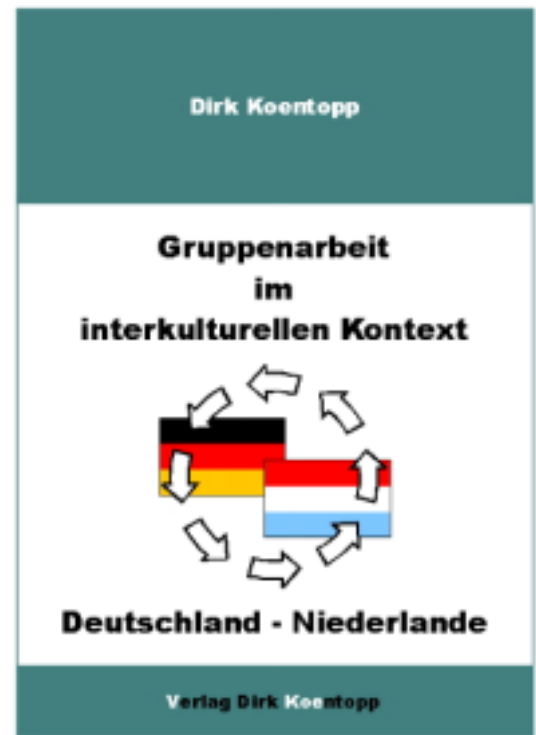 Dirk Koentopp
Gruppenarbeit
im
interkulturellen Kontext
Deutschland - Niederlande
Verlag Dirk Koentopp